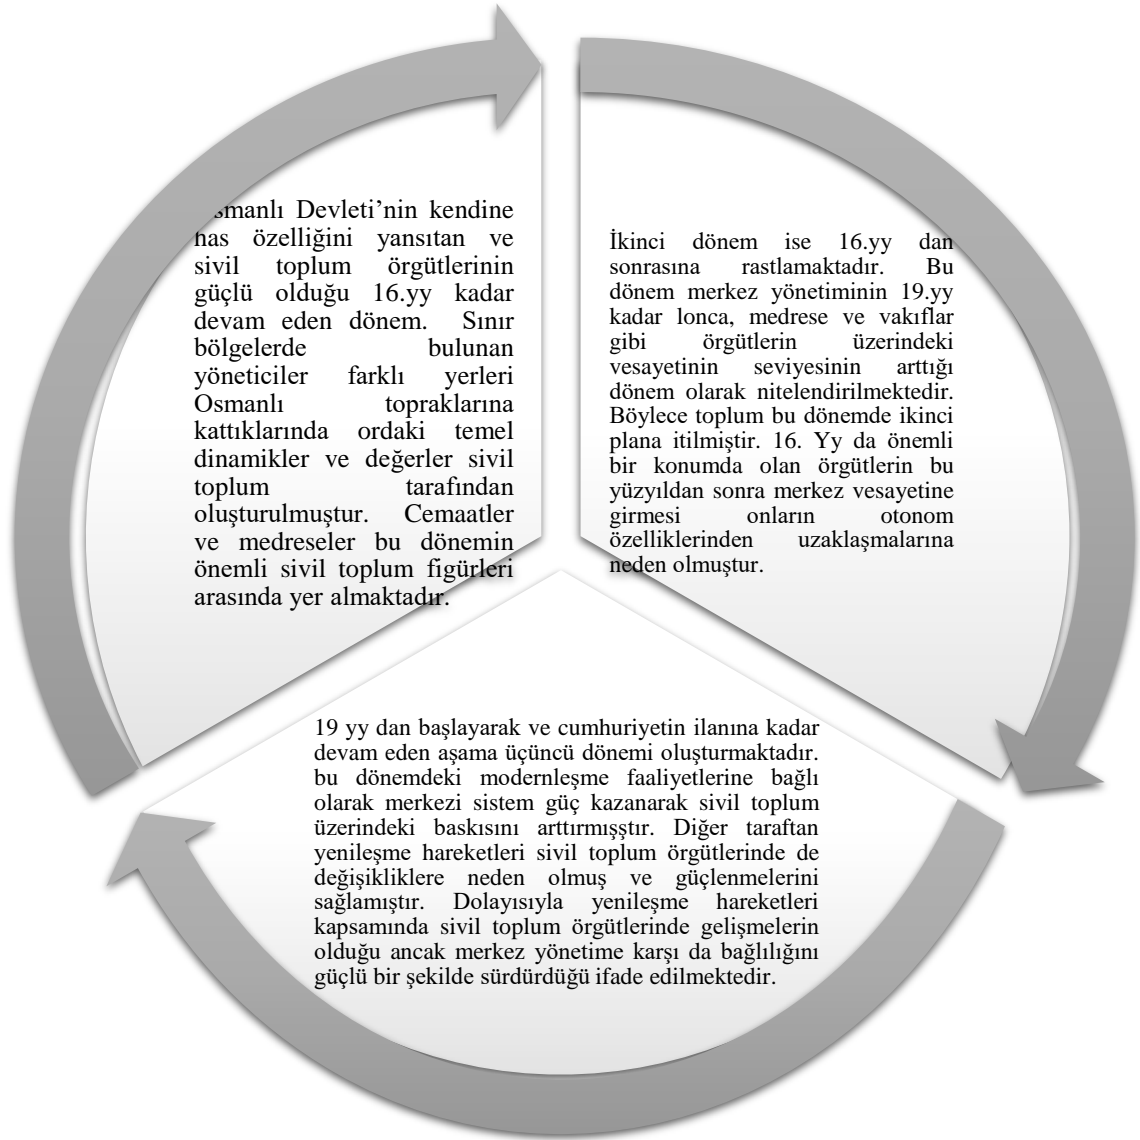 Osmanlı Devleti’nin kendine
has özelliğini yansıtan ve
sivil toplum örgütlerinin
güçlü olduğu 16.yy kadar
devam eden dönem. Sınır
bölgelerde bulunan
yöneticiler farklı yerleri
Osmanlı topraklarına
kattıklarında ordaki temel
dinamikler ve değerler sivil
toplum tarafından
oluşturulmuştur. Cemaatler
ve medreseler bu dönemin
önemli sivil toplum figürleri
arasında yer almaktadır.
İkinci dönem ise 16.yy dan
sonrasına rastlamaktadır. Bu
dönem merkez yönetiminin 19.yy
kadar lonca, medrese ve vakıflar
gibi örgütlerin üzerindeki
vesayetinin seviyesinin arttığı
dönem olarak nitelendirilmektedir.
Böylece toplum bu dönemde ikinci
plana itilmiştir. 16. Yy da önemli
bir konumda olan örgütlerin bu
yüzyıldan sonra merkez vesayetine
girmesi onların otonom
özelliklerinden uzaklaşmalarına
neden olmuştur.
19 yy dan başlayarak ve cumhuriyetin ilanına kadar
devam eden aşama üçüncü dönemi oluşturmaktadır.
bu dönemdeki modernleşme faaliyetlerine bağlı
olarak merkezi sistem güç kazanarak sivil toplum
üzerindeki baskısını arttırmışştır. Diğer taraftan
yenileşme hareketleri sivil toplum örgütlerinde de
değişikliklere neden olmuş ve güçlenmelerini
sağlamıştır. Dolayısıyla yenileşme hareketleri
kapsamında sivil toplum örgütlerinde gelişmelerin
olduğu ancak merkez yönetime karşı da bağlılığını
güçlü bir şekilde sürdürdüğü ifade edilmektedir.